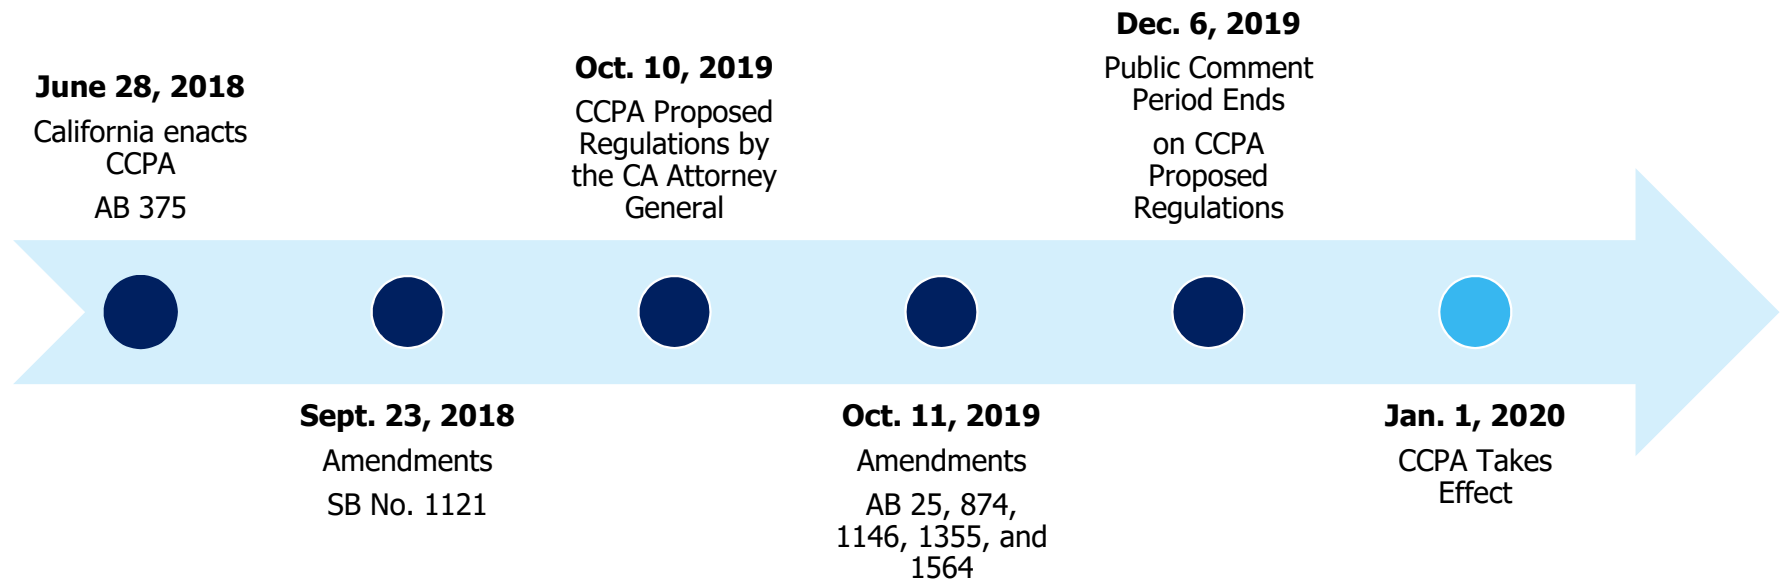 June 28, 2018
California enacts
CCPA
AB 375
Sept. 23, 2018
Amendments
SB No. 1121
Oct. 10, 2019
CCPA Proposed
Regulations by
the CA Attorney
General
Oct. 11, 2019
Amendments
AB 25, 874,
1146, 1355, and
1564
Dec. 6, 2019
Public Comment
Period Ends
on CCPA
Proposed
Regulations
Jan. 1, 2020
CCPA Takes
Effect